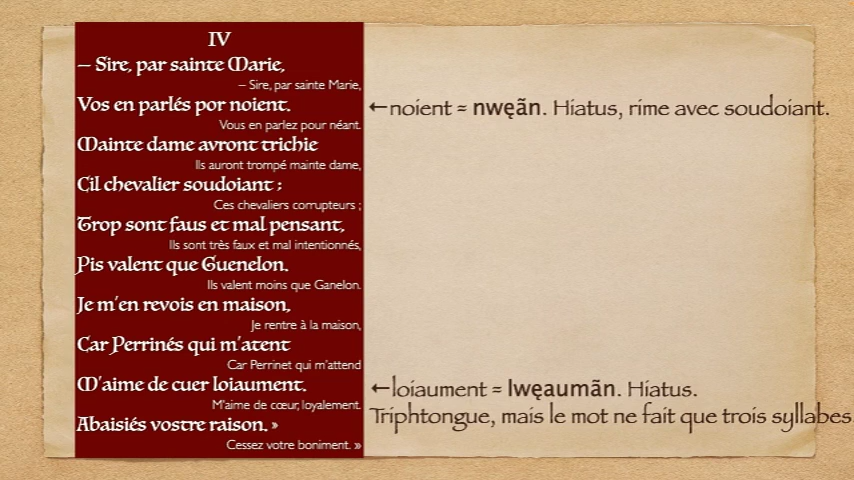 IV
– Sire, par sainte Marie,
– Sire, par sainte Marie,
Vos en parlés por noient.
←noient = nwęãn. Hiatus, rime avec soudoiant.
Vous en parlez pour néant.
Mainte dame avront trichie
Ils auront trompé mainte dame,
Cil chevalier soudoiant :
Ces chevaliers corrupteurs ;
Trop sont faus et mal pensant,
Ils sont très faux et mal intentionnés,
Pis valent que Guenelon.
Ils valent moins que Ganelon.
Je m'en revois en maison,
Je rentre à la maison,
Car Perrinés qui m'atent
Car Perrinet qui m'attend
M'aime de cuer loiaument.
←loiaument = lwęaumãn. Hiatus.
M'aime de cœur, loyalement.
Triphtongue, mais le mot ne fait que trois syllabes
Abaisiés vostre raison. »
Cessez votre boniment. »